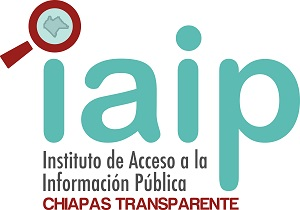 iaip
Instituto de Acceso a la
Información Pública
CHIAPAS TRANSPARENTE